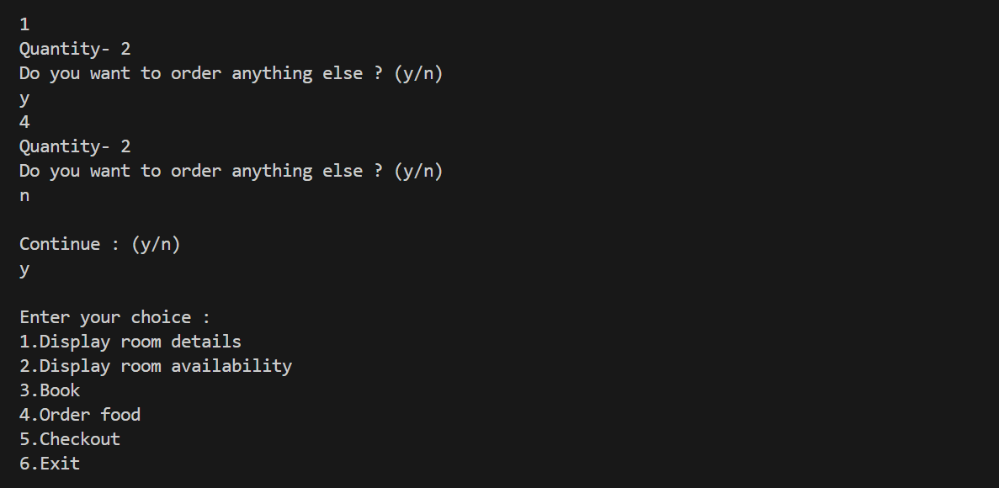 1
Quantity- 2
Do you want to order anything else ? (y/n)
y
4
Quantity- 2
Do you want to order anything else ? (y/n)
n
Continue : (y/n)
y
Enter your choice :
1.Display room details
2.Display room availability
3.Book
4.Order food
5.Checkout
6.Exit